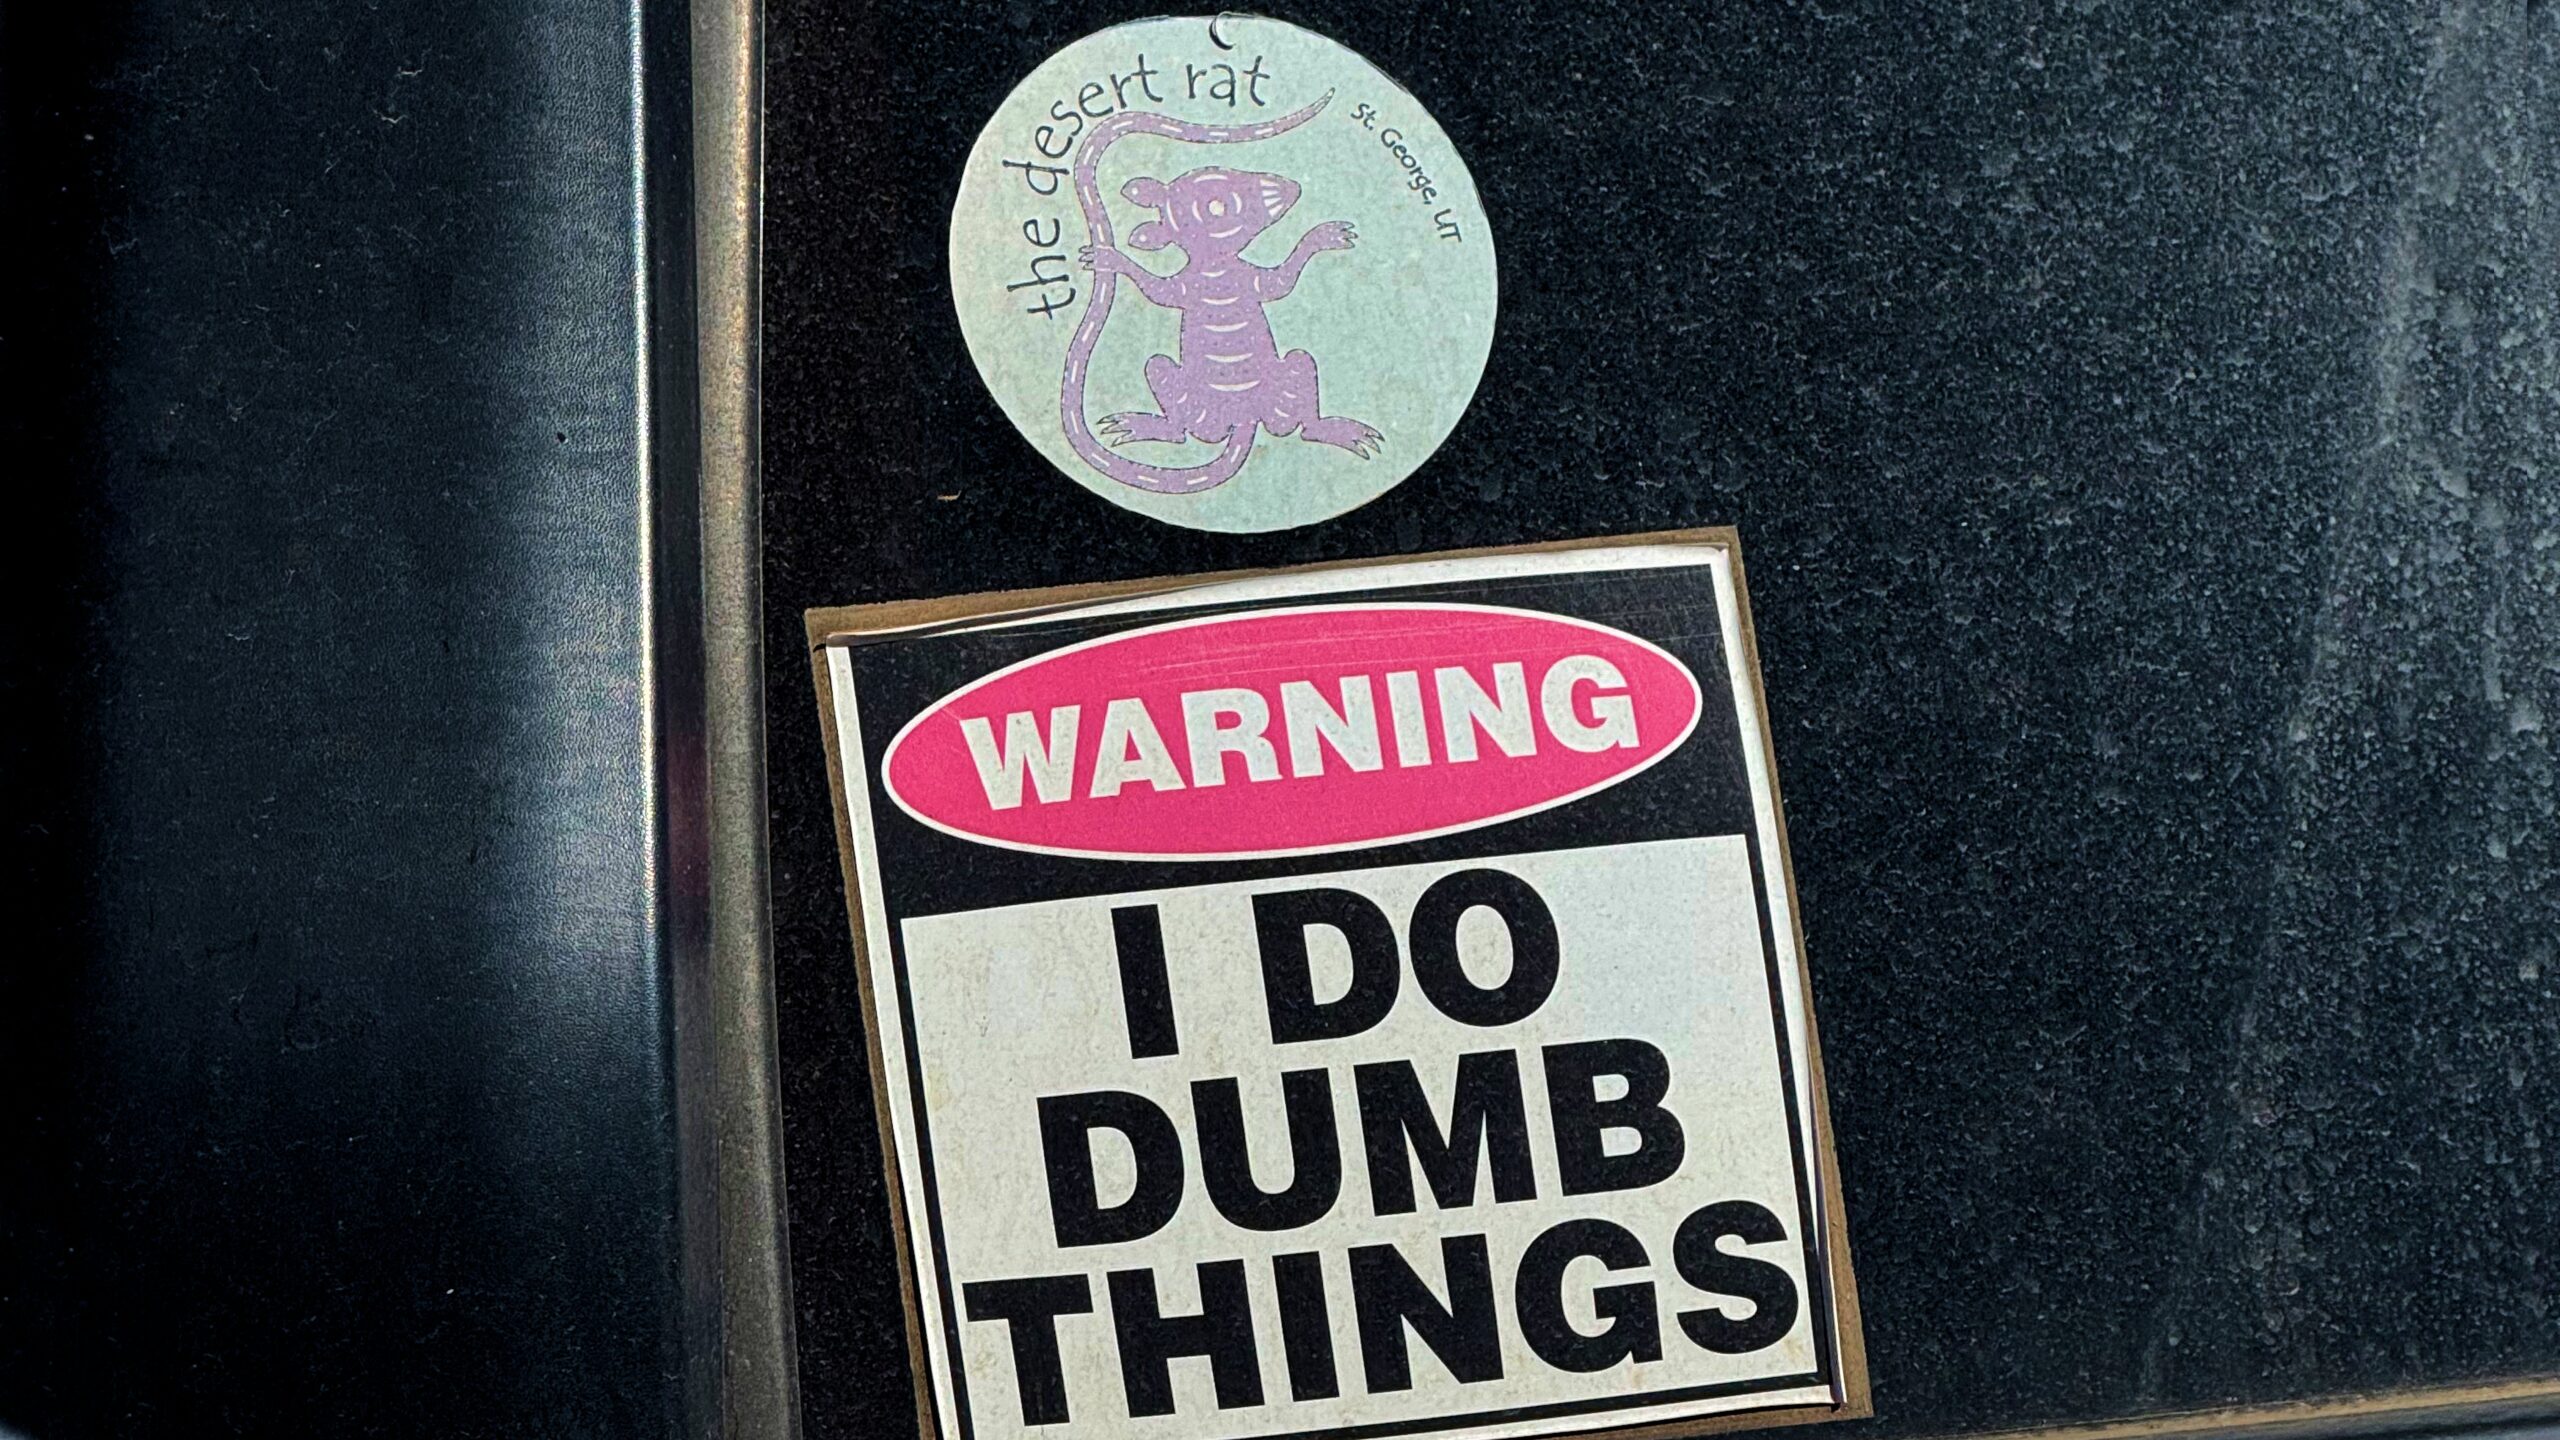 the desert rat
St. George, UT
WARNING
I DO
DUMB
THINGS